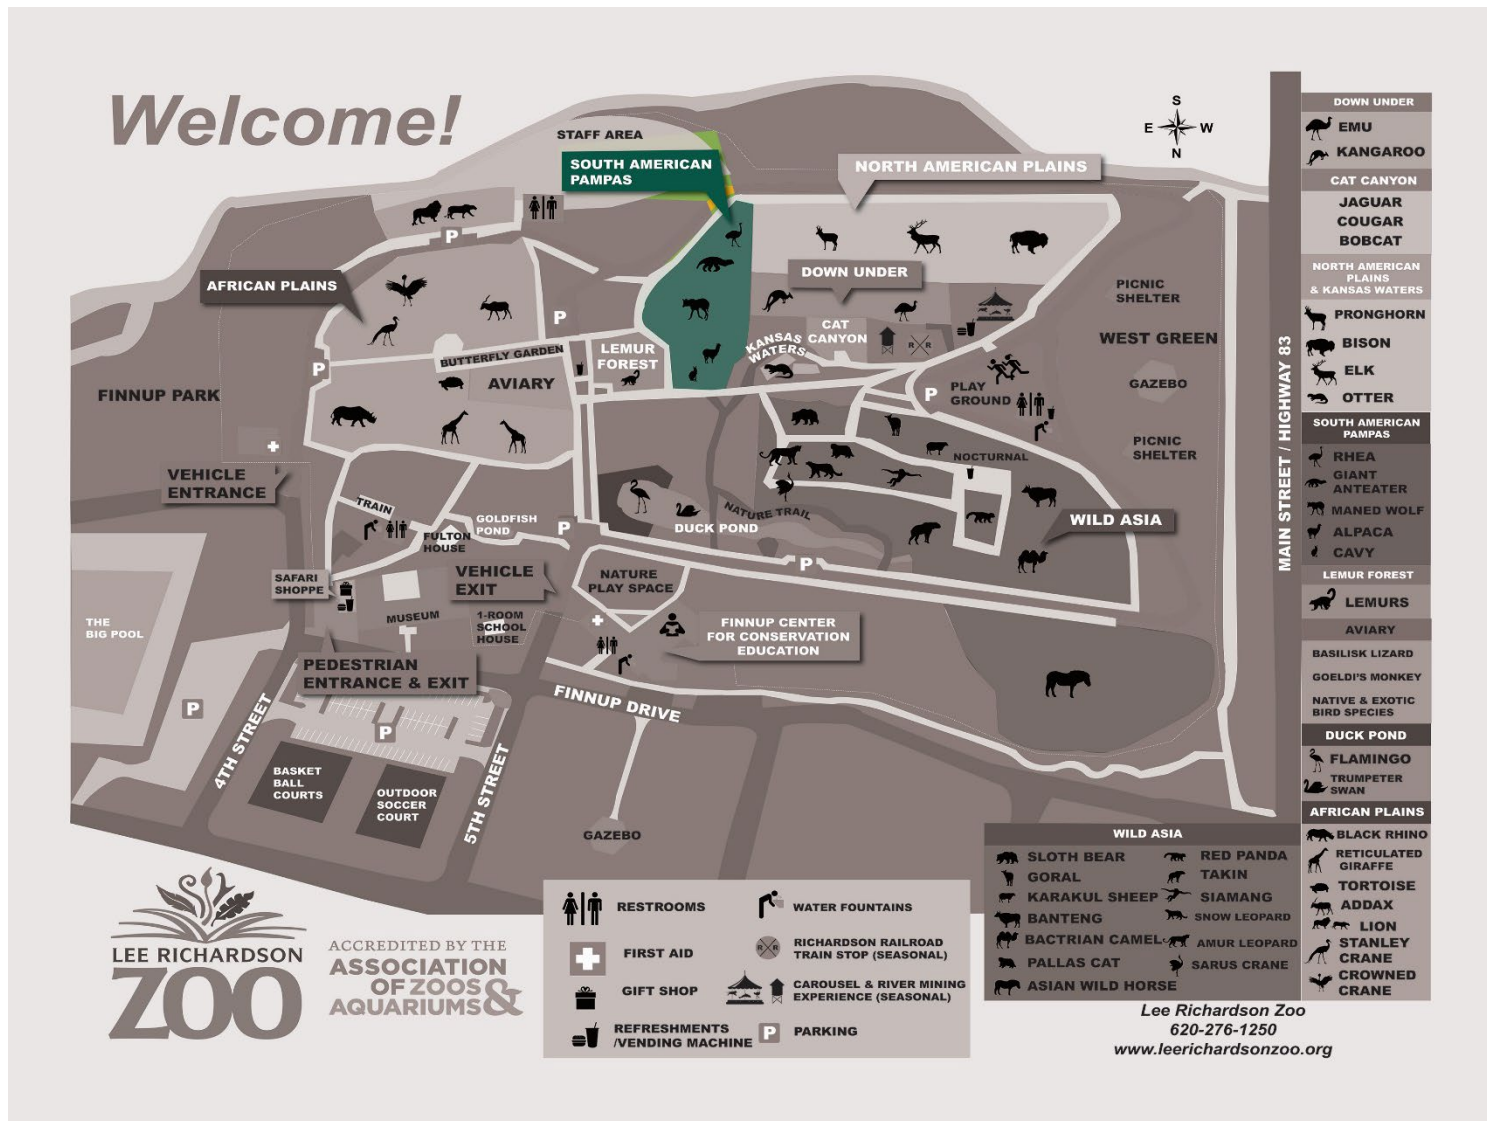 Welcome!
STAFF AREA
SOUTH AMERICAN
PAMPAS
NORTH AMERICAN PLAINS
S
E
W
N
P
AFRICAN PLAINS
DOWN UNDER
P
CAT
CANYON
KANSAS
WATERS
R R
LEMUR
FOREST
BUTTERFLY GARDEN
AVIARY
P
FINNUP PARK
PICNIC
SHELTER
WEST GREEN
GAZEBO
PICNIC
SHELTER
P
PLAY
GROUND
NOCTURNAL
VEHICLE
ENTRANCE
TRAIN
FULTON
HOUSE
GOLDFISH
POND
P
DUCK POND
NATURE TRAIL
WILD ASIA
P
SAFARI
SHOPPE
VEHICLE
EXIT
NATURE
PLAY SPACE
MUSEUM
1-ROOM
SCHOOL
HOUSE
FINNUP CENTER
FOR CONSERVATION
EDUCATION
THE
BIG POOL
PEDESTRIAN
ENTRANCE & EXIT
P
P
4TH STREET
5TH STREET
FINNUP DRIVE
BASKET
BALL
COURTS
OUTDOOR
SOCCER
COURT
GAZEBO
MAIN STREET / HIGHWAY 83
DOWN UNDER
EMU
KANGAROO
CAT CANYON
JAGUAR
COUGAR
BOBCAT
NORTH AMERICAN
PLAINS
& KANSAS WATERS
PRONGHORN
BISON
ELK
OTTER
SOUTH AMERICAN
PAMPAS
RHEA
GIANT
ANTEATER
MANED WOLF
ALPACA
CAVY
LEMUR FOREST
LEMURS
AVIARY
BASILISK LIZARD
GOELDI'S MONKEY
NATIVE & EXOTIC
BIRD SPECIES
DUCK POND
FLAMINGO
TRUMPETER
SWAN
AFRICAN PLAINS
BLACK RHINO
RETICULATED
GIRAFFE
TORTOISE
ADDAX
LION
STANLEY
CRANE
CROWNED
CRANE
WILD ASIA
SLOTH BEAR
GORAL
KARAKUL SHEEP
BANTENG
BACTRIAN CAMEL
PALLAS CAT
ASIAN WILD HORSE
RED PANDA
TAKIN
SIAMANG
SNOW LEOPARD
AMUR LEOPARD
SARUS CRANE
RESTROOMS
FIRST AID
GIFT SHOP
REFRESHMENTS
/VENDING MACHINE
WATER FOUNTAINS
R R
RICHARDSON RAILROAD
TRAIN STOP (SEASONAL)
CAROUSEL & RIVER MINING
EXPERIENCE (SEASONAL)
P PARKING
LEE RICHARDSON
ZOO
ACCREDITED BY THE
ASSOCIATION
OF ZOOS &
AQUARIUMS
Lee Richardson Zoo
620-276-1250
www.leerichardsonzoo.org